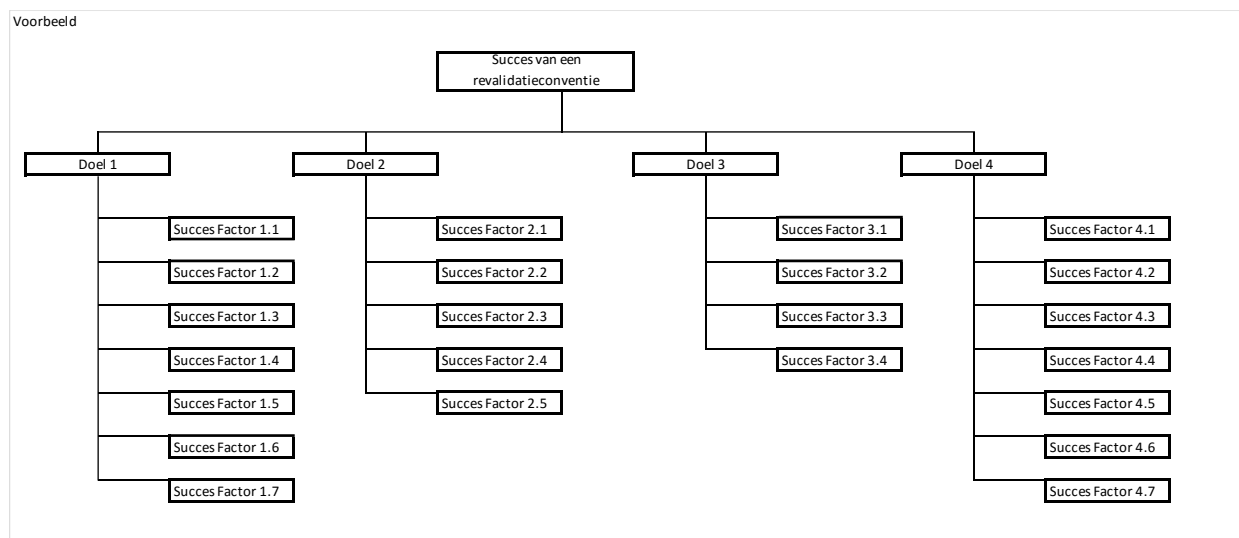 Voorbeeld
Succes van een
revalidatieconventie
Doel 1
Doel 2
Doel 3
Doel 4
Succes Factor 1.1
Succes Factor 2.1
Succes Factor 3.1
Succes Factor 4.1
Succes Factor 1.2
Succes Factor 2.2
Succes Factor 3.2
Succes Factor 4.2
Succes Factor 1.3
Succes Factor 2.3
Succes Factor 3.3
Succes Factor 4.3
Succes Factor 1.4
Succes Factor 2.4
Succes Factor 3.4
Succes Factor 4.4
Succes Factor 1.5
Succes Factor 2.5
Succes Factor 4.5
Succes Factor 1.6
Succes Factor 4.6
Succes Factor 1.7
Succes Factor 4.7